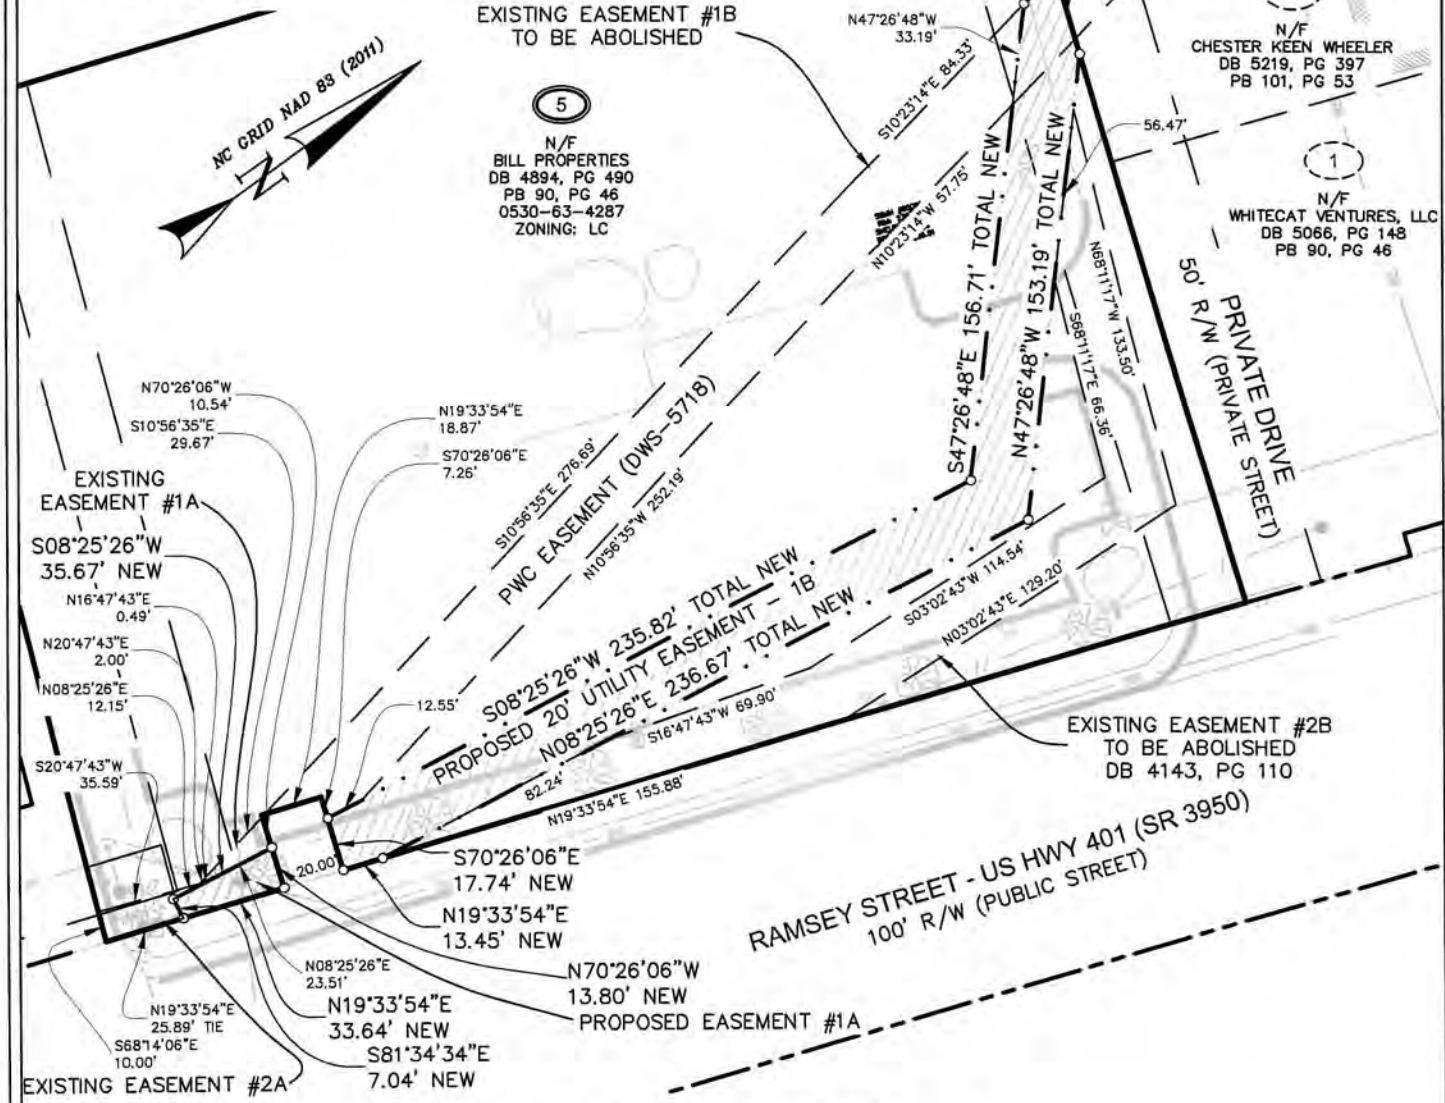 EXISTING EASEMENT #1B
TO BE ABOLISHED
N47°26'48"W
33.19'
N/F
CHESTER KEEN WHEELER
DB 5219, PG 397
PB 101, PG 53
NC GRID NAD 83 (2011)
N
5
N/F
BILL PROPERTIES
DB 4894, PG 490
PB 90, PG 46
0530-63-4287
ZONING: LC
S10°23'14"E 84.33'
N10°23'14"W 57.75'
56.47'
1
N/F
WHITECAT VENTURES, LLC
DB 5066, PG 148
PB 90, PG 46
S47°26'48"E 156.71' TOTAL NEW
N47°26'48"W 153.19' TOTAL NEW
N68°11'17"W 133.50'
S68°11'17"E 66.36'
PRIVATE DRIVE
50' R/W (PRIVATE STREET)
N70°26'06"W
10.54'
S10°56'35"E
29.67'
N19°33'54"E
18.87'
S70°26'06"E
7.26'
S10°56'35"E 276.69'
PWC EASEMENT (DWS-5718)
N10°56'35"W 252.19'
EXISTING
EASEMENT #1A
S08°25'26"W
35.67' NEW
N16°47'43"E
0.49'
N20°47'43"E
2.00'
N08°25'26"E
12.15'
S20°47'43"W
35.59'
12.55'
S08°25'26"W 235.82' TOTAL NEW
PROPOSED 20' UTILITY EASEMENT - 1B
N08°25'26"E 236.67' TOTAL NEW
S03°02'43"W 114.54'
N03°02'43"E 129.20'
S16°47'43"W 69.90'
82.24'
N19°33'54"E 155.88'
EXISTING EASEMENT #2B
TO BE ABOLISHED
DB 4143, PG 110
20.00'
S70°26'06"E
17.74' NEW
N19°33'54"E
13.45' NEW
RAMSEY STREET - US HWY 401 (SR 3950)
100' R/W (PUBLIC STREET)
N70°26'06"W
13.80' NEW
PROPOSED EASEMENT #1A
N08°25'26"E
23.51'
N19°33'54"E
33.64' NEW
S81°34'34"E
7.04' NEW
N19°33'54"E
25.89' TIE
S68°14'06"E
10.00'
EXISTING EASEMENT #2A